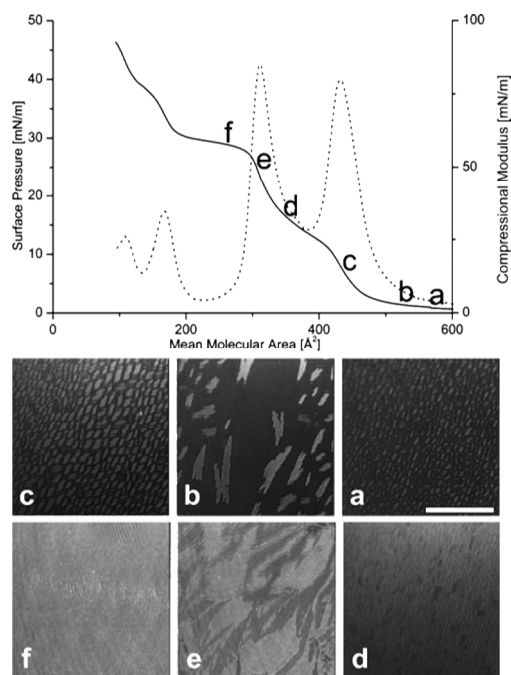 50
40
30
20
10
0
Surface Pressure [mN/m]
100
50
0
Compressional Modulus [mN/m]
f
e
d
c
b
a
0 200 400 600
Mean Molecular Area [Å²]
c b a
f e d